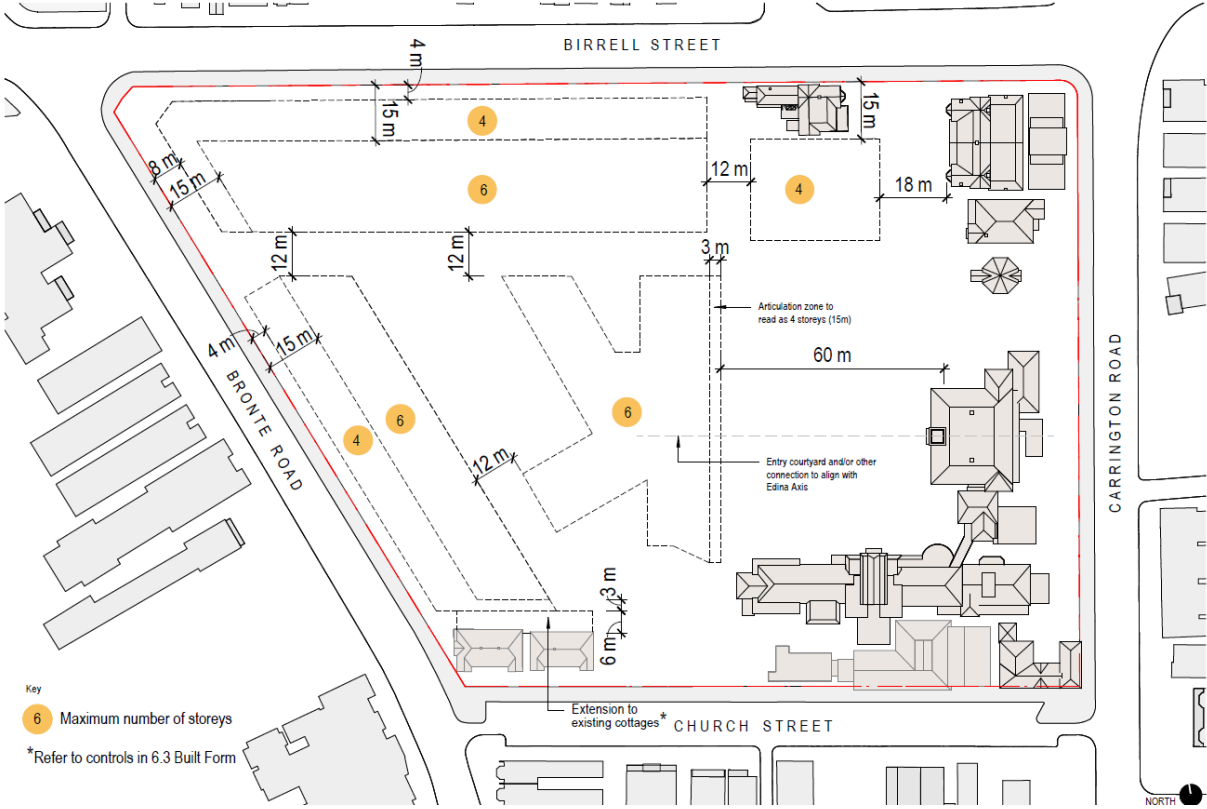 BIRRELL STREET
4 m
15 m
15 m
4
8 m
15 m
6
12 m
4
18 m
12 m
12 m
3 m
Articulation zone to
read as 4 storeys (15m)
60 m
4 m
15 m
BRONTE ROAD
CARRINGTON ROAD
6
6
4
12 m
Entry courtyard and/or other
connection to align with
Edina Axis
3 m
6 m
Key
6 Maximum number of storeys
*Refer to controls in 6.3 Built Form
Extension to
existing cottages*
CHURCH STREET
NORTH